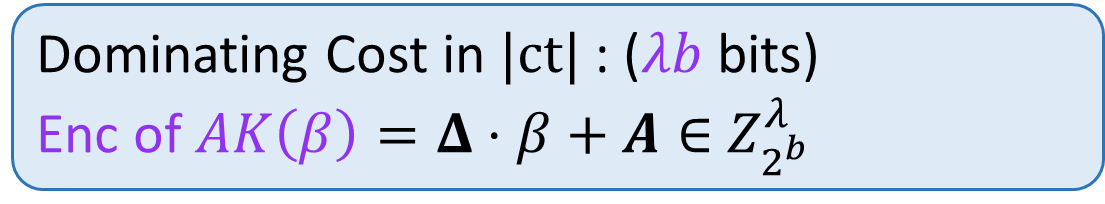 Dominating Cost in |ct| : (λb bits)
Enc of AK(β) = Δ · β + A ∈ Z_{2^b}^λ